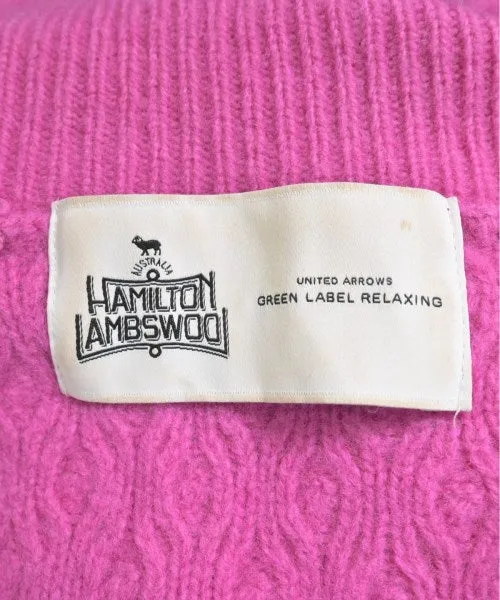 AUSTRALIA
HAMILTON
LAMBSWOOL
UNITED ARROWS
GREEN LABEL RELAXING